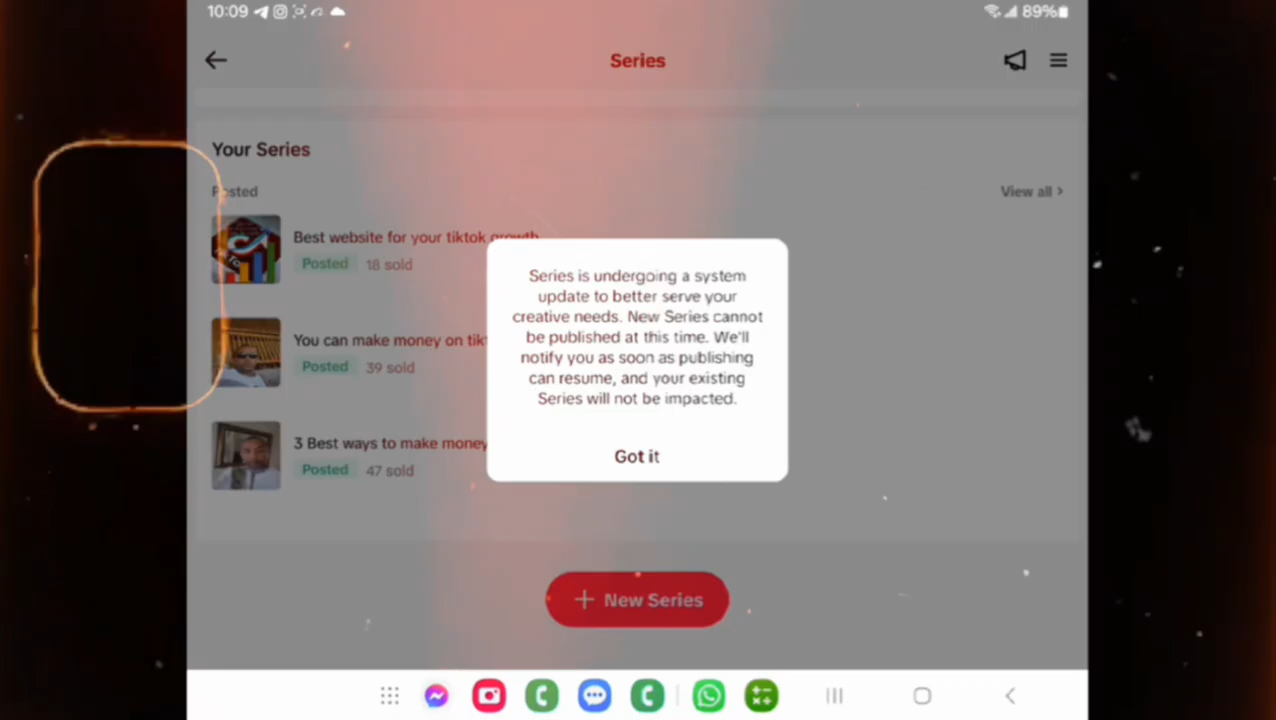 10:09
89%
Series
Your Series
Posted
View all >
Best website for your tiktok growth
Posted 18 sold
You can make money on tik
Posted 39 sold
3 Best ways to make money
Posted 47 sold
Series is undergoing a system
update to better serve your
creative needs. New Series cannot
be published at this time. We'll
notify you as soon as publishing
can resume, and your existing
Series will not be impacted.
Got it
+ New Series